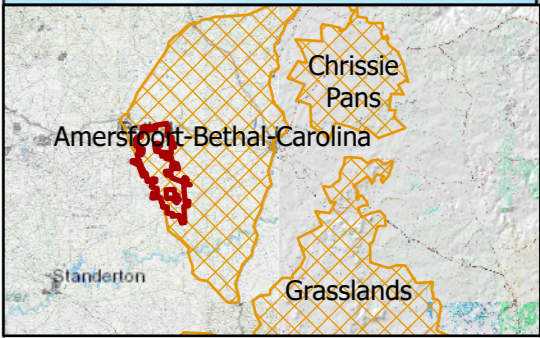 Chrissie
Pans
Amersfoort-Bethal-Carolina
Standerton
Grasslands